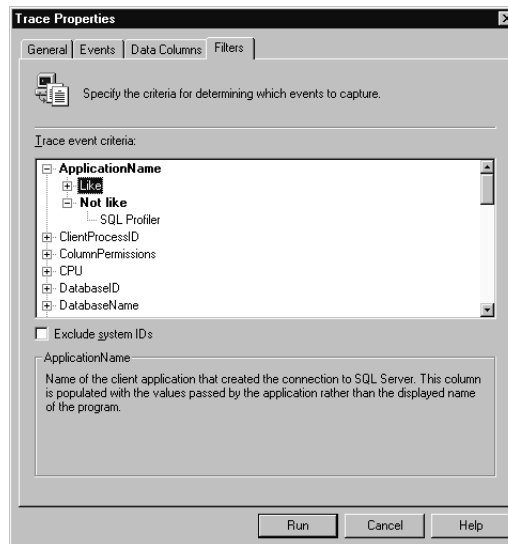 Trace Properties
General Events Data Columns Filters
Specify the criteria for determining which events to capture.
Trace event criteria:
ApplicationName
Like
Not like
SQL Profiler
ClientProcessID
ColumnPermissions
CPU
DatabaseID
DatabaseName
Exclude system IDs
ApplicationName
Name of the client application that created the connection to SQL Server. This column
is populated with the values passed by the application rather than the displayed name
of the program.
Run Cancel Help